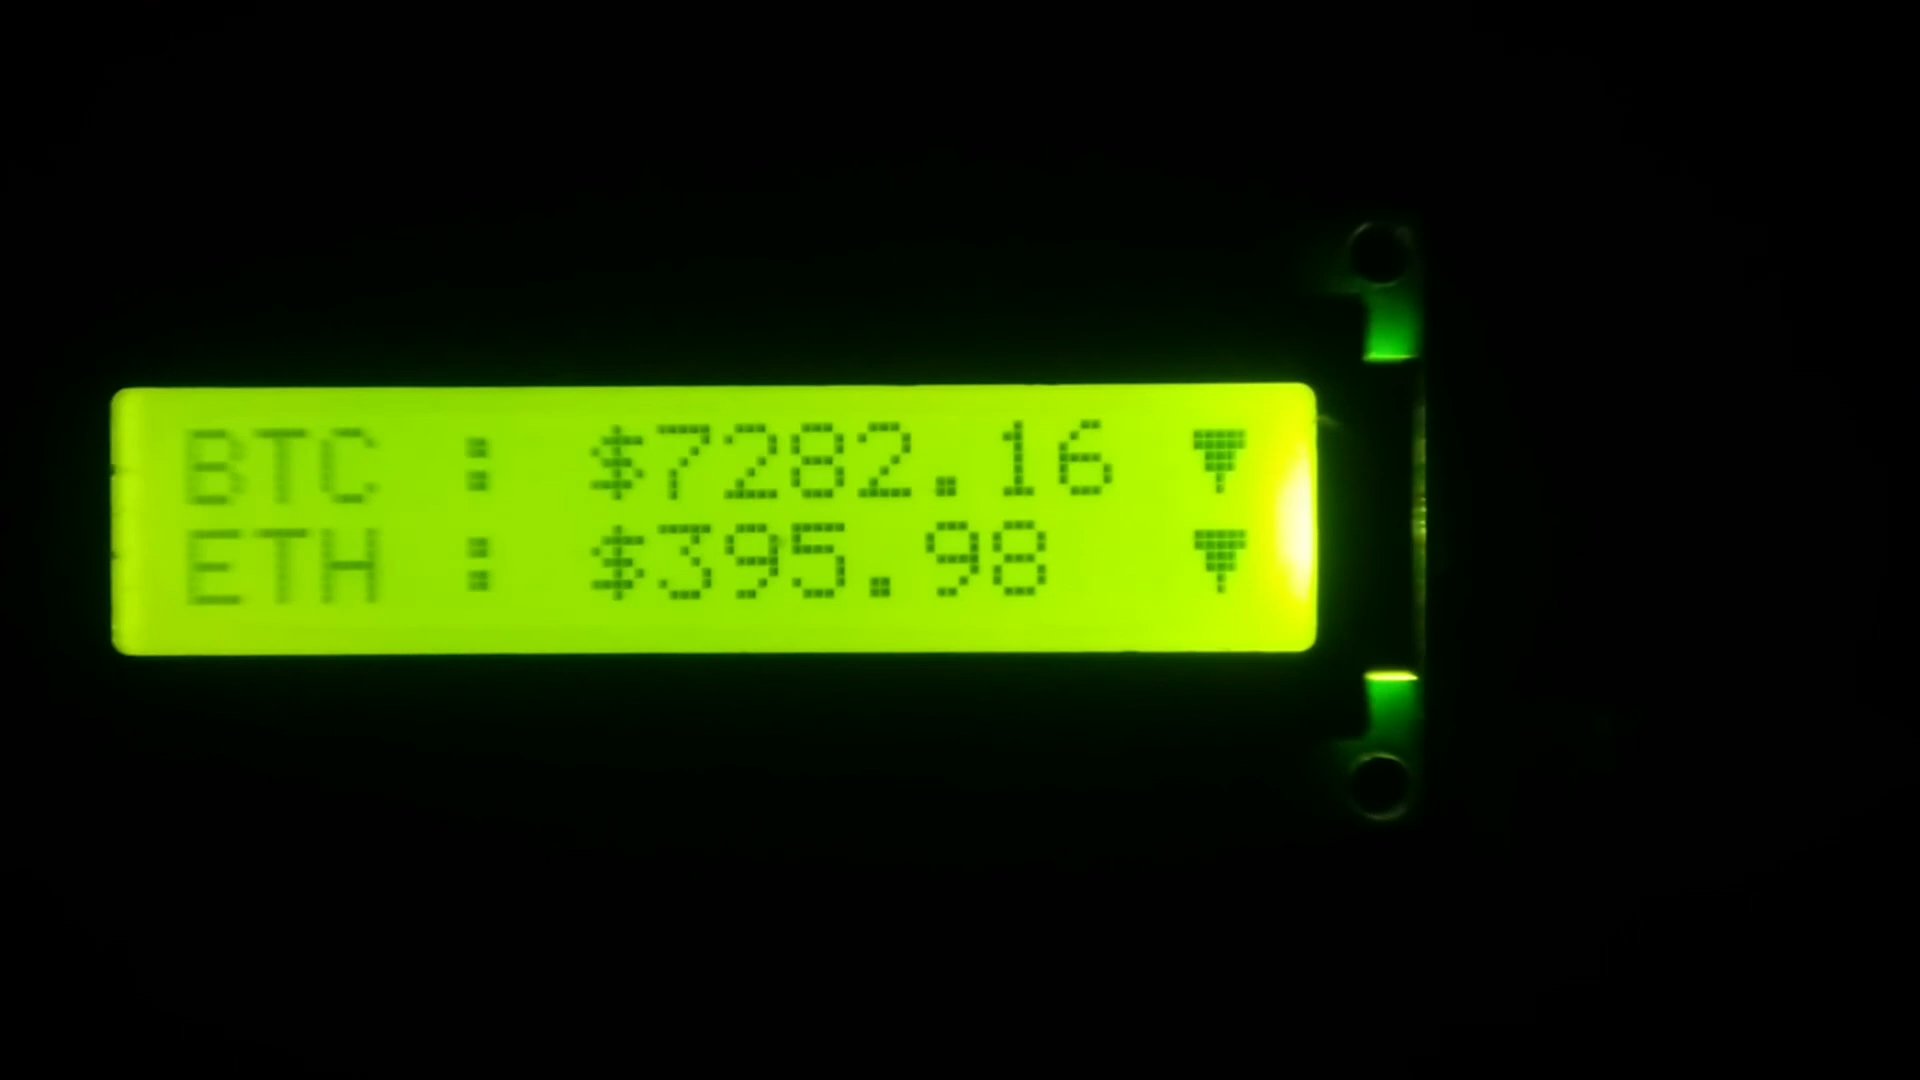 BTC : $7282.16 ▼
ETH : $395.98 ▼